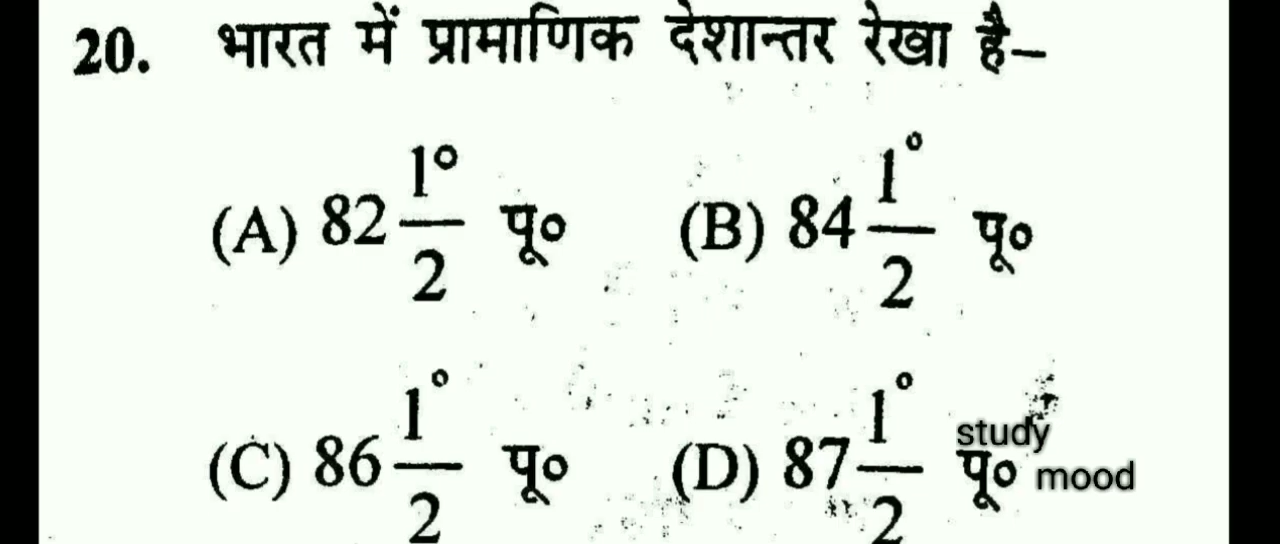 20. भारत में प्रामाणिक देशान्तर रेखा है–
(A) 82 1°/2 पू० (B) 84 1°/2 पू०
(C) 86 1°/2 पू० (D) 87 1°/2 पू०
study
mood